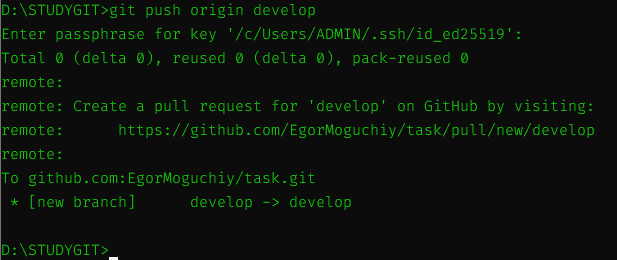 D:\STUDYGIT>git push origin develop
Enter passphrase for key '/c/Users/ADMIN/.ssh/id_ed25519':
Total 0 (delta 0), reused 0 (delta 0), pack-reused 0
remote:
remote: Create a pull request for 'develop' on GitHub by visiting:
remote:      https://github.com/EgorMoguchiy/task/pull/new/develop
remote:
To github.com:EgorMoguchiy/task.git
 * [new branch]      develop -> develop
D:\STUDYGIT>